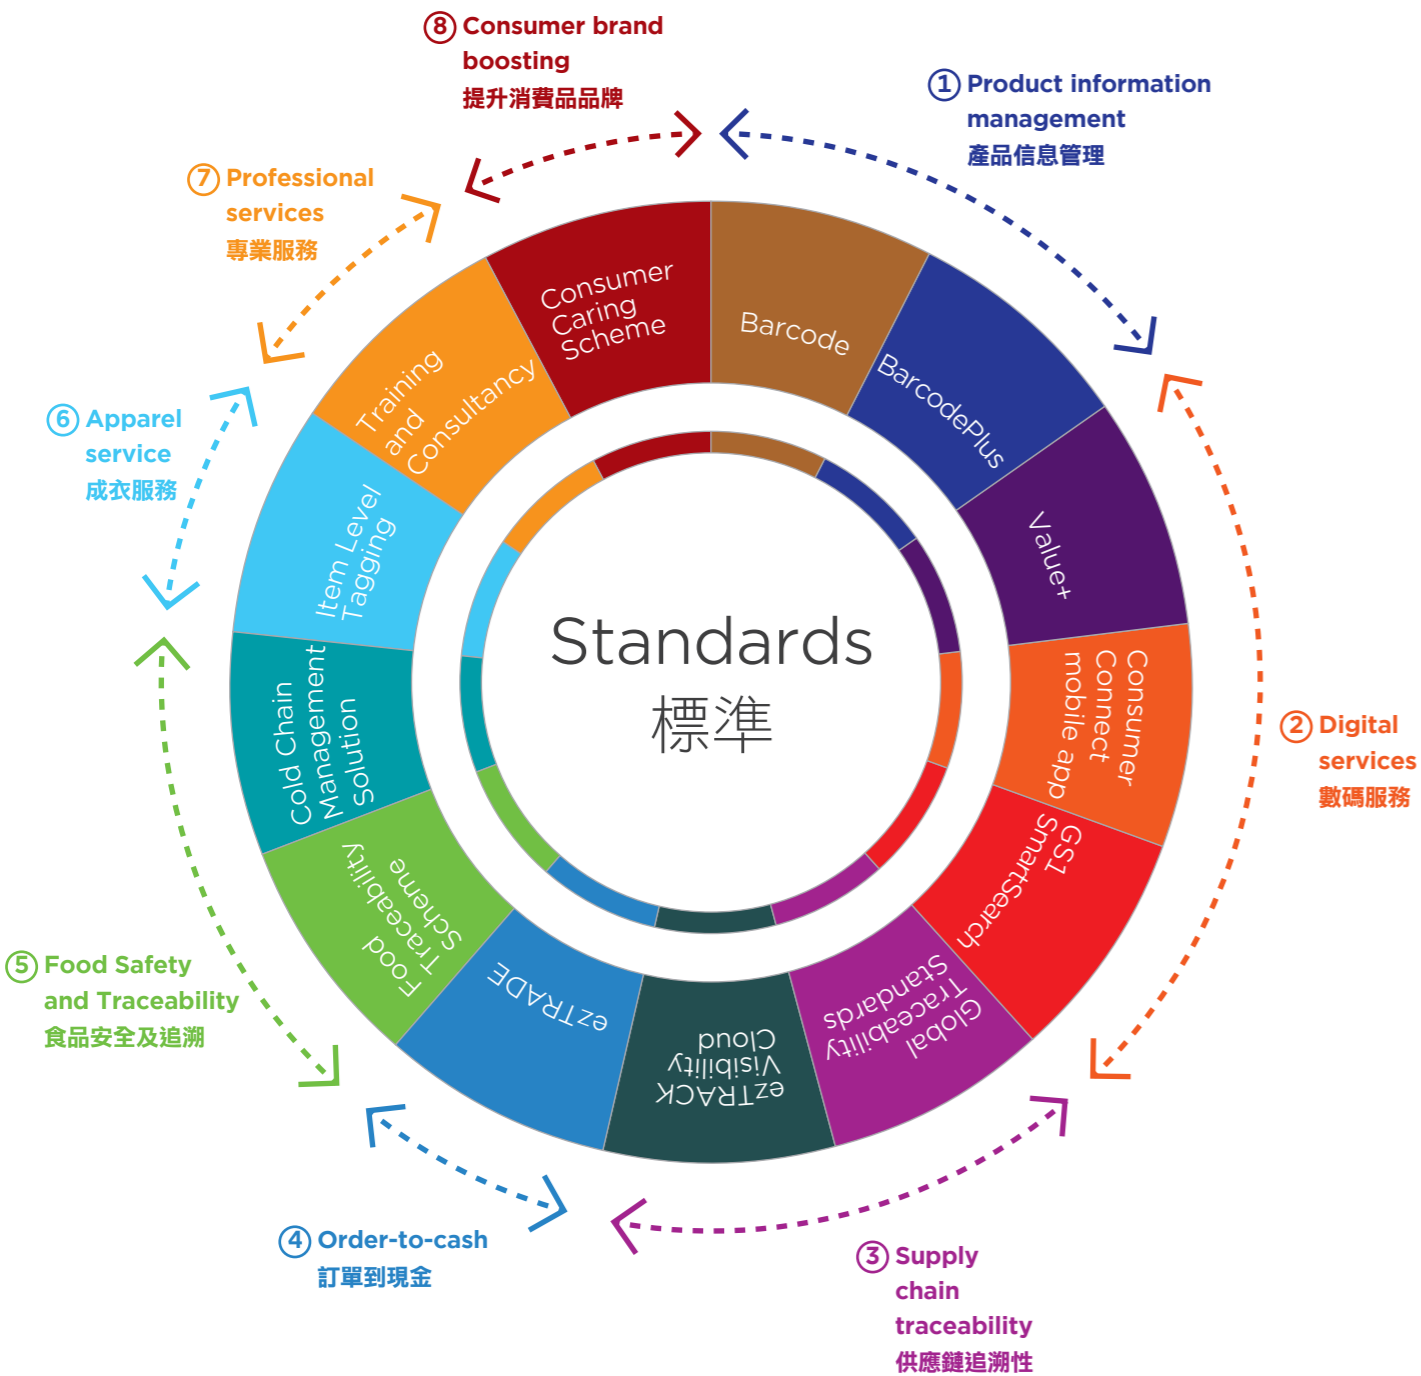 ① Product information
management
產品信息管理
② Digital
services
數碼服務
③ Supply
chain
traceability
供應鏈追溯性
④ Order-to-cash
訂單到現金
⑤ Food Safety
and Traceability
食品安全及追溯
⑥ Apparel
service
成衣服務
⑦ Professional
services
專業服務
⑧ Consumer brand
boosting
提升消費品品牌
Barcode
BarcodePlus
Value+
Consumer
Connect
mobile app
GS1
SmartSearch
Global
Traceability
Standards
ezTRACK
Visibility
Cloud
ezTRADE
Food
Traceability
Scheme
Cold Chain
Management
Solution
Item Level
Tagging
Training
and
Consultancy
Consumer
Caring
Scheme
Standards
標準